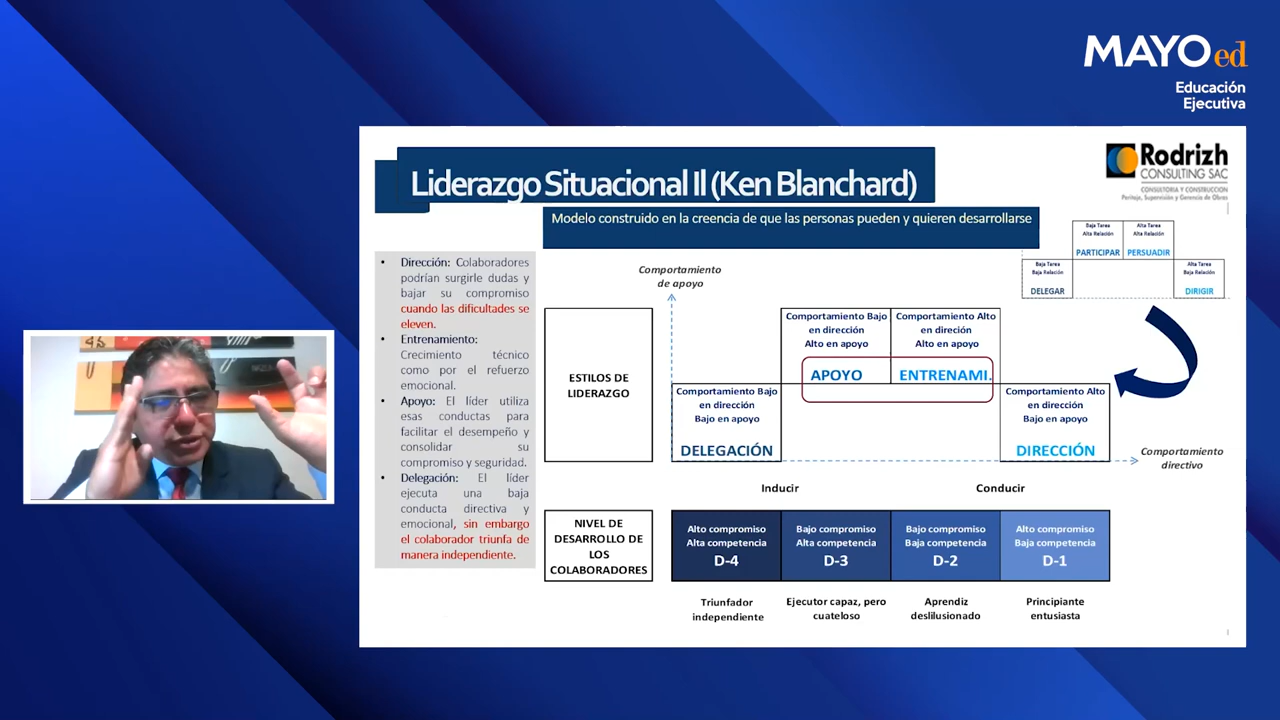 MAYO ed
Educación
Ejecutiva
Rodrizh
CONSULTING SAC
CONSULTORIA Y CONSTRUCCION
Peritaje, Supervisión y Gerencia de Obras
Liderazgo Situacional II (Ken Blanchard)
Modelo construido en la creencia de que las personas pueden y quieren desarrollarse
Baja Tarea
Alta Relación
PARTICIPAR
Alta Tarea
Alta Relación
PERSUADIR
Baja Tarea
Baja Relación
DELEGAR
Alta Tarea
Baja Relación
DIRIGIR
• Dirección: Colaboradores
podrían surgirle dudas y
bajar su compromiso
cuando las dificultades se
eleven.
• Entrenamiento:
Crecimiento técnico
como por el refuerzo
emocional.
• Apoyo: El líder utiliza
esas conductas para
facilitar el desempeño y
consolidar su
compromiso y seguridad.
• Delegación: El líder
ejecuta una baja
conducta directiva y
emocional, sin embargo
el colaborador triunfa de
manera independiente.
Comportamiento
de apoyo
ESTILOS DE
LIDERAZGO
Comportamiento Bajo
en dirección
Alto en apoyo
APOYO
Comportamiento Alto
en direción
Alto en apoyo
ENTRENAMI.
Comportamiento Bajo
en dirección
Bajo en apoyo
DELEGACIÓN
Comportamiento Alto
en dirección
Bajo en apoyo
DIRECCIÓN
Comportamiento
directivo
Inducir
Conducir
NIVEL DE
DESARROLLO DE
LOS
COLABORADORES
Alto compromiso
Alta competencia
D-4
Bajo compromiso
Alta competencia
D-3
Bajo compromiso
Baja competencia
D-2
Alto compromiso
Baja competencia
D-1
Triunfador
independiente
Ejecutor capaz, pero
cuateloso
Aprendiz
deslilusionado
Principiante
entusiasta